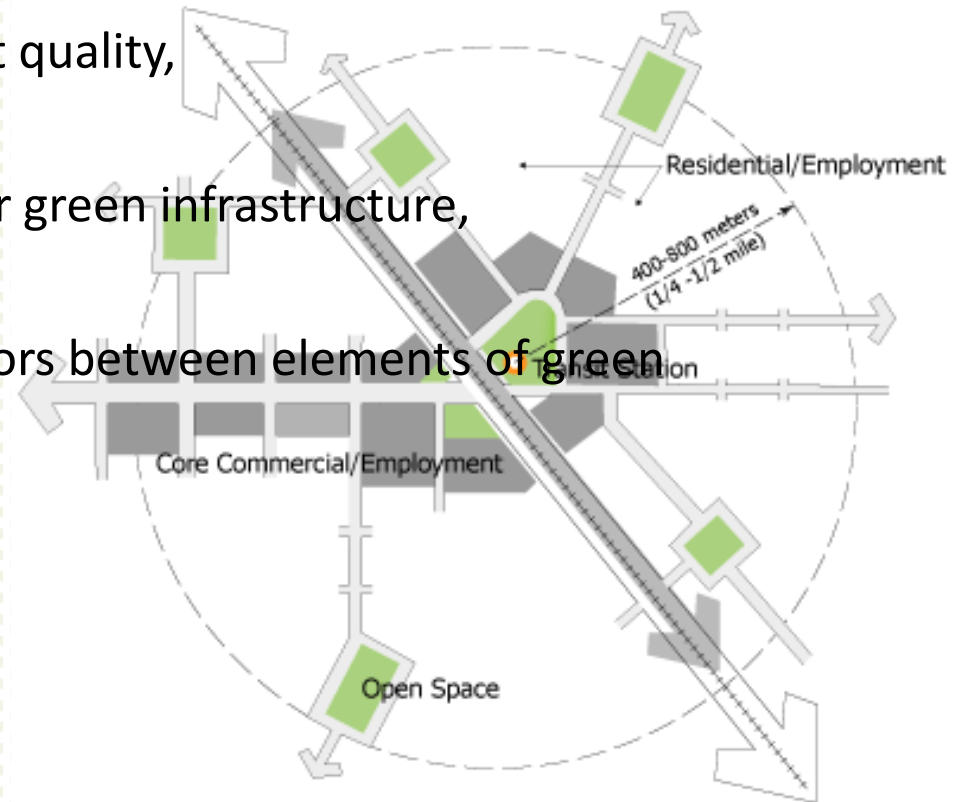 t quality,
Residential/Employment
r green infrastructure,
400-800 meters
(1/4 -1/2 mile)
ors between elements of green
Transit Station
Core Commercial/Employment
Open Space